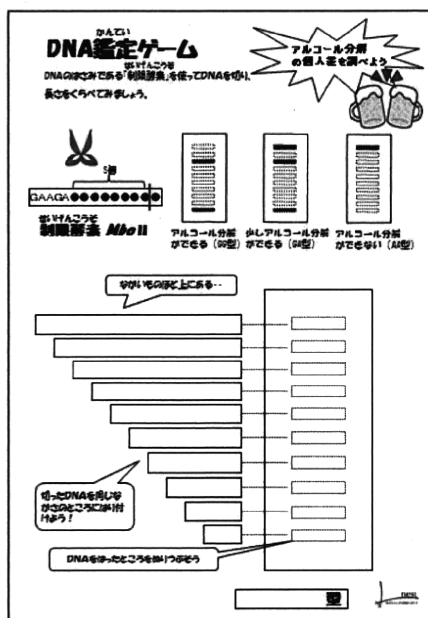 かんてい
DNA鑑定ゲーム
せいげんこうそ
DNAのはさみである「制限酵素」を使ってDNAを切り、
長さをくらべてみましょう。
アルコール分解
の個人差を調べよう
GAAGA
せいげんこうそ
制限酵素 Mbo II
アルコール分解
ができる(GG型)
少しアルコール分解
ができる(GA型)
アルコール分解
ができない(AA型)
ながいものほど上にある・・
切ったDNAを同じな
がさのところにはり付
けよう!
DNAをはったところをぬりつぶそう
型